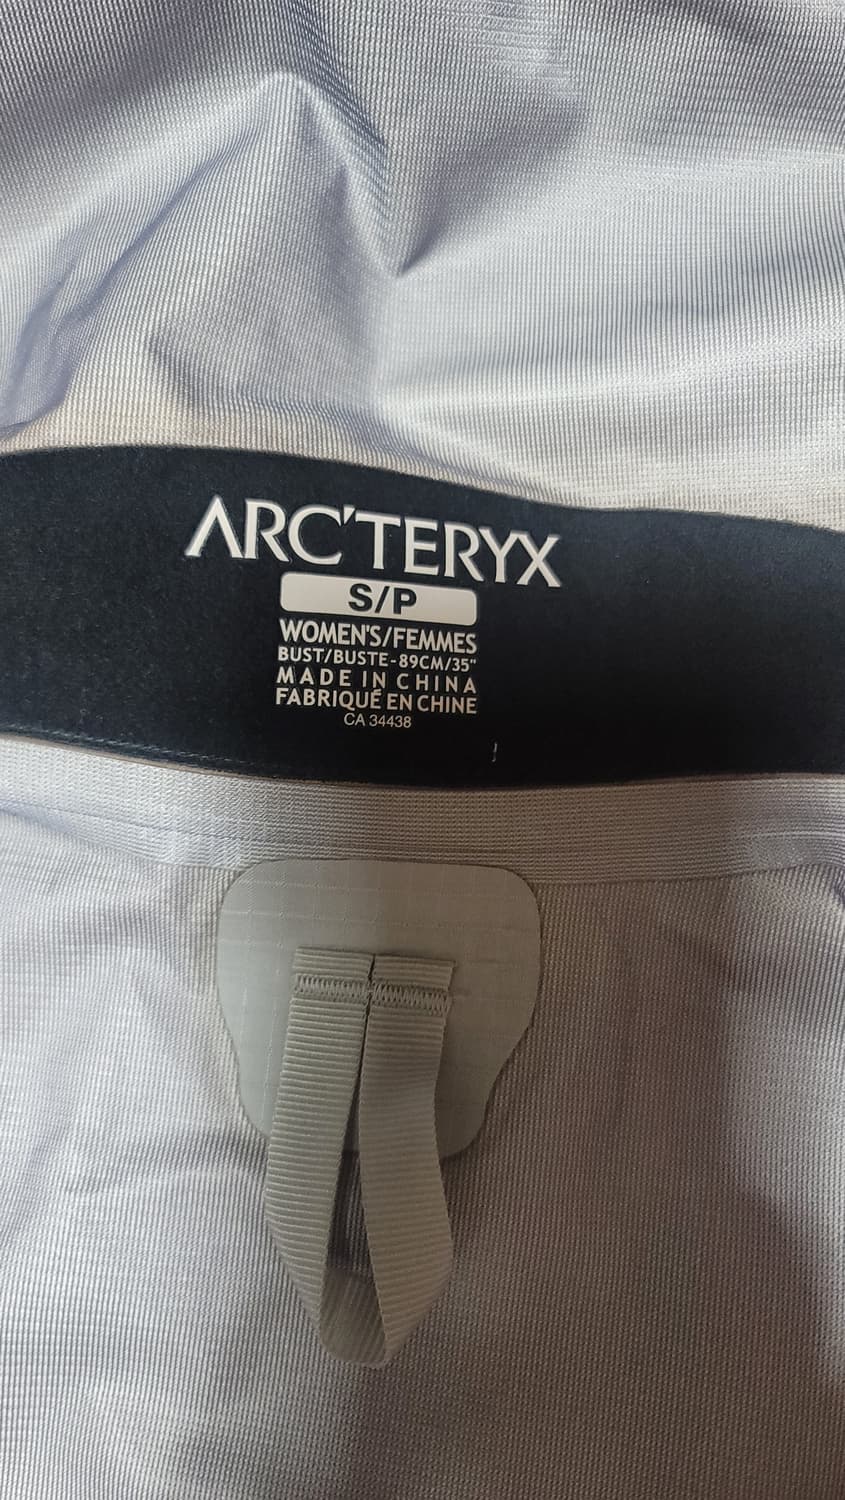 ARC'TERYX
S/P
WOMEN'S/FEMMES
BUST/BUSTE-89CM/35"
MADE IN CHINA
FABRIQUÉ EN CHINE
CA 34438